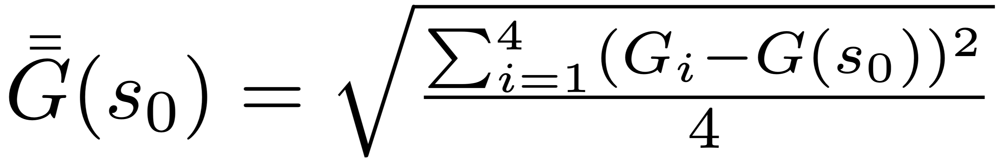 $\bar{\bar{G}}(s_0) = \sqrt{\frac{\sum_{i=1}^{4}(G_i - G(s_0))^2}{4}}$